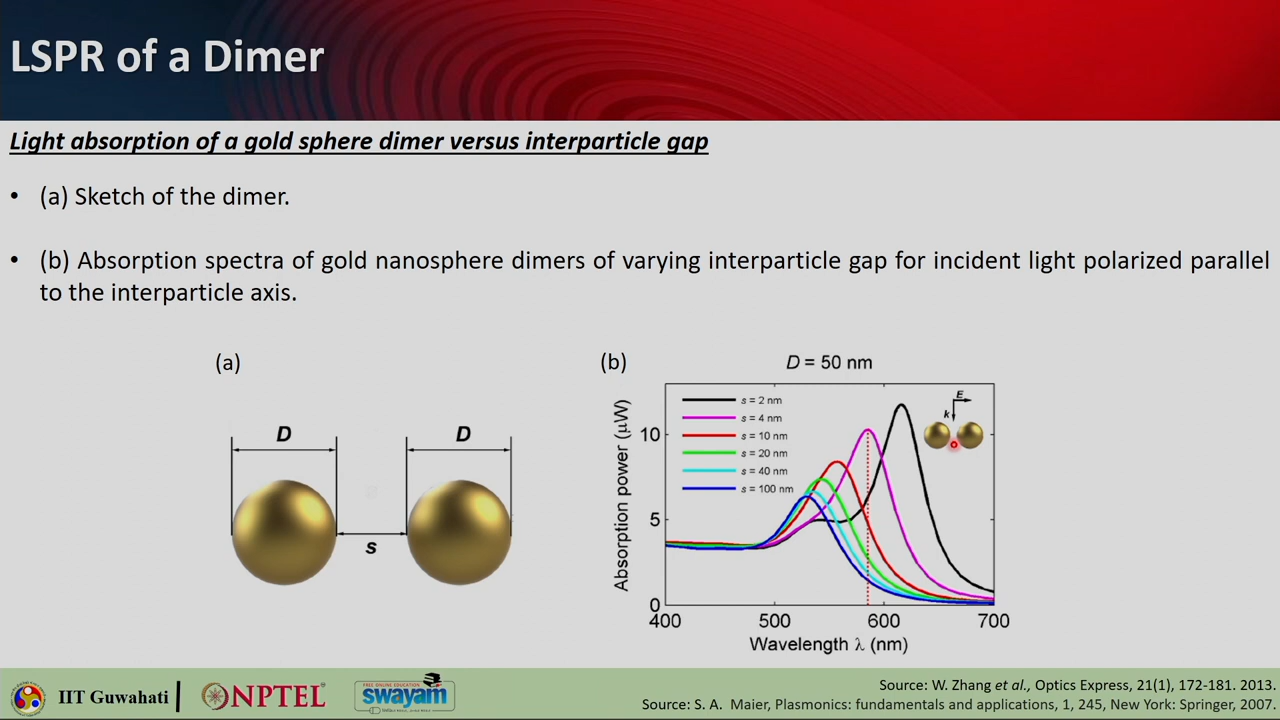 LSPR of a Dimer
Light absorption of a gold sphere dimer versus interparticle gap
• (a) Sketch of the dimer.
• (b) Absorption spectra of gold nanosphere dimers of varying interparticle gap for incident light polarized parallel
to the interparticle axis.
(a)
D
D
s
(b)
D = 50 nm
Absorption power (μW)
10
5
0
s = 2 nm
s = 4 nm
s = 10 nm
s = 20 nm
s = 40 nm
s = 100 nm
E
k
400
500
600
700
Wavelength λ (nm)
IIT Guwahati
NPTEL
FREE ONLINE EDUCATION
swayam
Source: W. Zhang et al., Optics Express, 21(1), 172-181. 2013.
Source: S. A. Maier, Plasmonics: fundamentals and applications, 1, 245, New York: Springer, 2007.